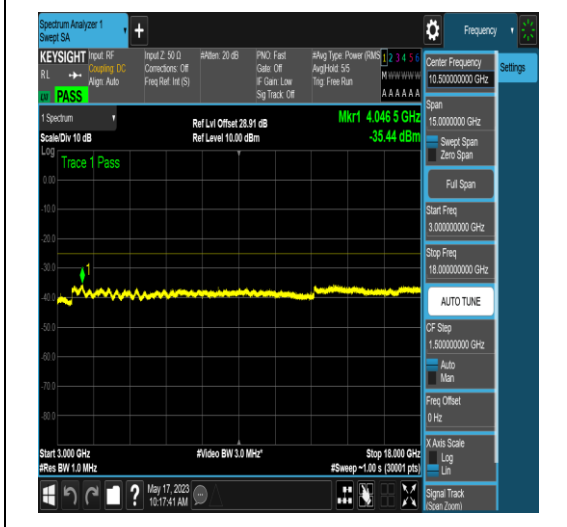 Spectrum Analyzer 1
Swept SA
+
Frequency
KEYSIGHT
RL
Input: RF
Coupling: DC
Align: Auto
Input Z: 50 Ω
Corrections: Off
Freq Ref: Int (S)
#Atten: 20 dB
PNO: Fast
Gate: Off
IF Gain: Low
Sig Track: Off
#Avg Type: Power (RMS)
Avg|Hold: 5/5
Trig: Free Run
1 2 3 4 5 6
M W W W W W
A A A A A A
PASS
1 Spectrum
Scale/Div 10 dB
Log
Ref Lvl Offset 28.91 dB
Ref Level 10.00 dBm
Mkr1 4.046 5 GHz
-35.44 dBm
Trace 1 Pass
0.00
-10.0
-20.0
-30.0
-40.0
-50.0
-60.0
-70.0
-80.0
1
Start 3.000 GHz
#Res BW 1.0 MHz
#Video BW 3.0 MHz*
Stop 18.000 GHz
#Sweep ~1.00 s (30001 pts)
May 17, 2023
10:17:41 AM
?
Center Frequency
10.500000000 GHz
Settings
Span
15.0000000 GHz
Swept Span
Zero Span
Full Span
Start Freq
3.000000000 GHz
Stop Freq
18.000000000 GHz
AUTO TUNE
CF Step
1.500000000 GHz
Auto
Man
Freq Offset
0 Hz
X Axis Scale
Log
Lin
Signal Track
(Span Zoom)